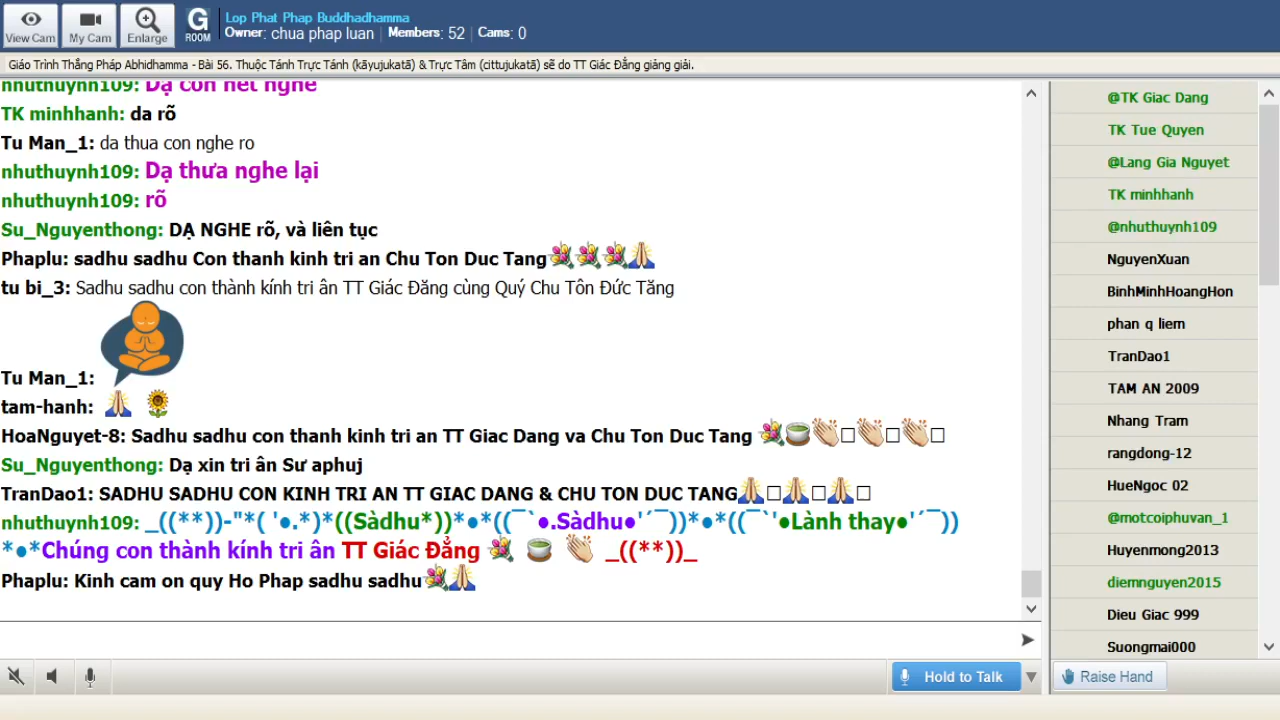 View Cam
My Cam
Enlarge
G ROOM
Lop Phat Phap Buddhadhamma
Owner: chua phap luan | Members: 52 | Cams: 0
Giáo Trình Thắng Pháp Abhidhamma - Bài 56. Thuộc Tánh Trực Tánh (kāyujukatā) & Trực Tâm (cittujukatā) sẽ do TT Giác Đẳng giảng giải.
nhuthuynh109: Dạ con het nghe
TK minhhanh: da rõ
Tu Man_1: da thua con nghe ro
nhuthuynh109: Dạ thưa nghe lại
nhuthuynh109: rõ
Su_Nguyenthong: DẠ NGHE rõ, và liên tục
Phaplu: sadhu sadhu Con thanh kinh tri an Chu Ton Duc Tang💐💐💐🙏
tu bi_3: Sadhu sadhu con thành kính tri ân TT Giác Đăng cùng Quý Chu Tôn Đức Tăng
Tu Man_1:
tam-hanh: 🙏 🌻
HoaNguyet-8: Sadhu sadhu con thanh kinh tri an TT Giac Dang va Chu Ton Duc Tang 💐🍵👏□👏□👏□
Su_Nguyenthong: Dạ xin tri ân Sư aphuj
TranDao1: SADHU SADHU CON KINH TRI AN TT GIAC DANG & CHU TON DUC TANG🙏□🙏□🙏□
nhuthuynh109: _((**))-"*( '●.*)*((Sàdhu*))*●*((¯`●.Sàdhu●'´¯))*●*((¯`'●Lành thay●'´¯))
*●*Chúng con thành kính tri ân TT Giác Đẳng 💐 🍵 👏 _((**))_
Phaplu: Kinh cam on quy Ho Phap sadhu sadhu💐🙏
Hold to Talk
@TK Giac Dang
TK Tue Quyen
@Lang Gia Nguyet
TK minhhanh
@nhuthuynh109
NguyenXuan
BinhMinhHoangHon
phan q liem
TranDao1
TAM AN 2009
Nhang Tram
rangdong-12
HueNgoc 02
@motcoiphuvan_1
Huyenmong2013
diemnguyen2015
Dieu Giac 999
Suongmai000
Raise Hand